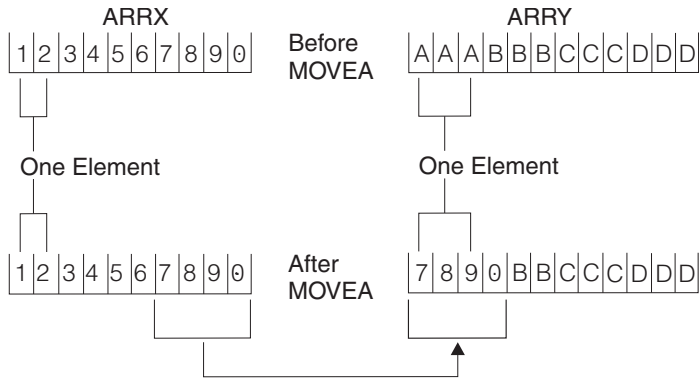 ARRX ARRY
1 2 3 4 5 6 7 8 9 0 Before MOVEA A A A B B B C C C D D D
One Element One Element
1 2 3 4 5 6 7 8 9 0 After MOVEA 7 8 9 0 B B C C C D D D